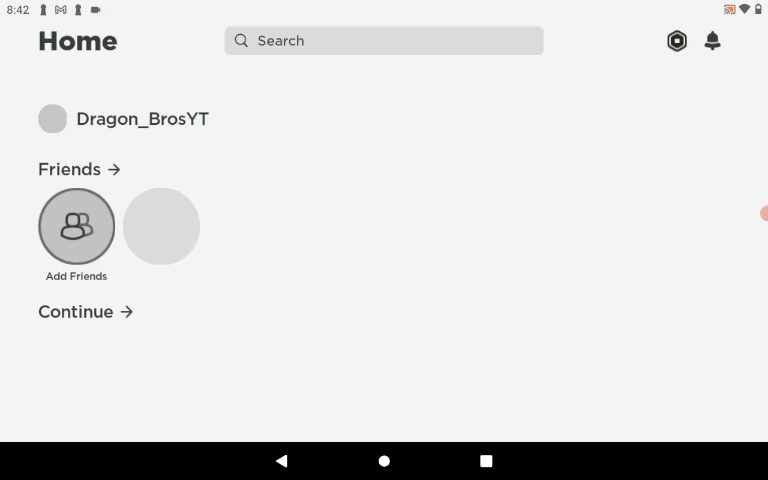 8:42
Home
Search
Dragon_BrosYT
Friends →
Add Friends
Continue →